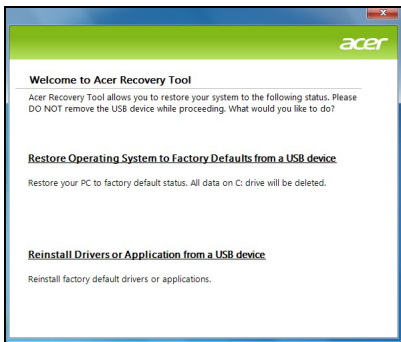 acer
Welcome to Acer Recovery Tool
Acer Recovery Tool allows you to restore your system to the following status. Please
DO NOT remove the USB device while proceeding. What would you like to do?
Restore Operating System to Factory Defaults from a USB device
Restore your PC to factory default status. All data on C: drive will be deleted.
Reinstall Drivers or Application from a USB device
Reinstall factory default drivers or applications.